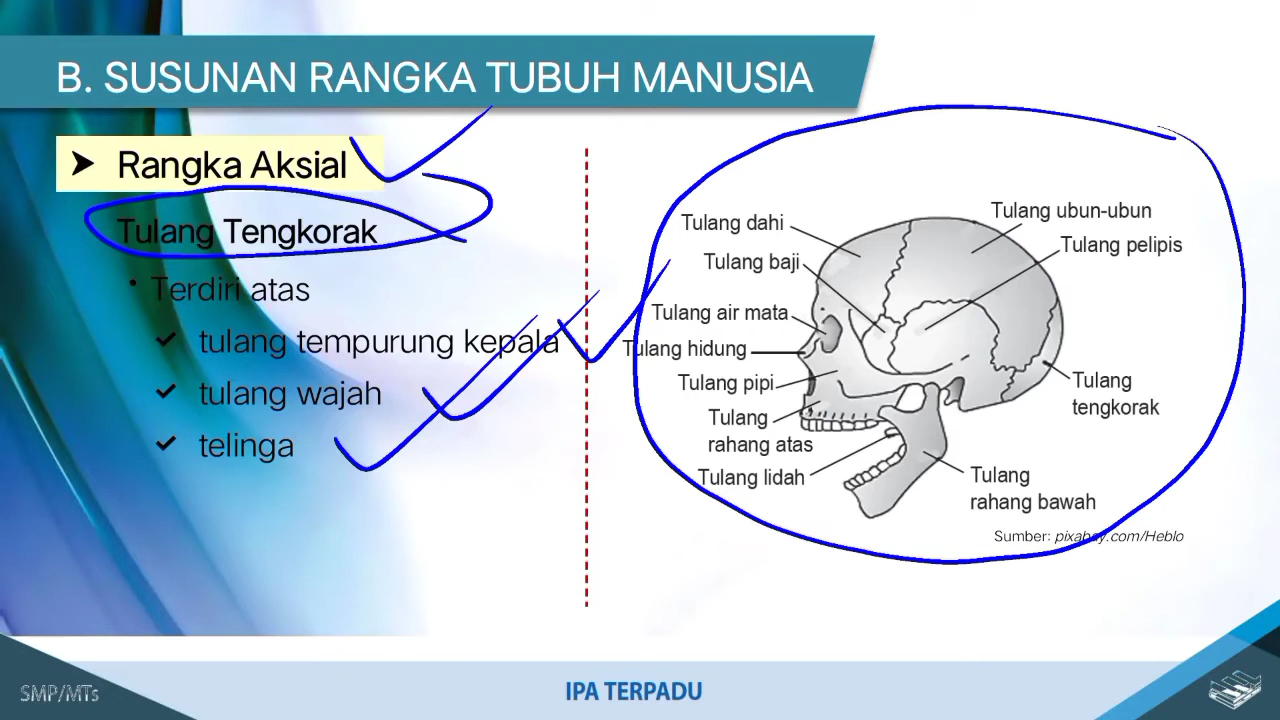 B. SUSUNAN RANGKA TUBUH MANUSIA
Rangka Aksial
Tulang Tengkorak
Terdiri atas
tulang tempurung kepala
tulang wajah
telinga
Tulang dahi
Tulang baji
Tulang air mata
Tulang hidung
Tulang pipi
Tulang
rahang atas
Tulang lidah
Tulang ubun-ubun
Tulang pelipis
Tulang
tengkorak
Tulang
rahang bawah
Sumber: pixabay.com/Heblo
SMP/MTs
IPA TERPADU